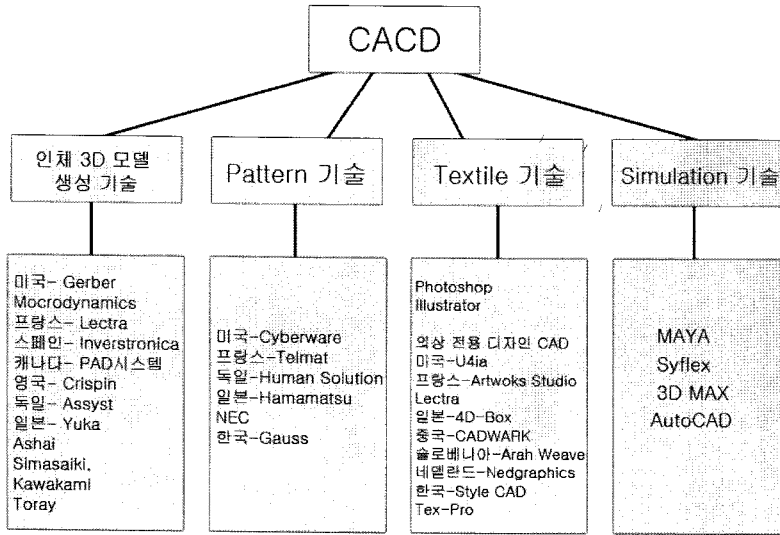 CACD
인체 3D 모델
생성 기술
Pattern 기술
Textile 기술
Simulation 기술
미국- Gerber
Mocrodynamics
프랑스- Lectra
스페인- Inverstronica
캐나다- PAD시스템
영국- Crispin
독일- Assyst
일본- Yuka
Ashai
Simasaiki,
Kawakami
Toray
미국-Cyberware
프랑스-Telmat
독일-Human Solution
일본-Hamamatsu
NEC
한국-Gauss
Photoshop
Illustrator
의상 전용 디자인 CAD
미국-U4ia
프랑스-Artwoks Studio
Lectra
일본-4D-Box
중국-CADWARK
슬로베니아-Arah Weave
네델란드-Nedgraphics
한국-Style CAD
Tex-Pro
MAYA
Syflex
3D MAX
AutoCAD